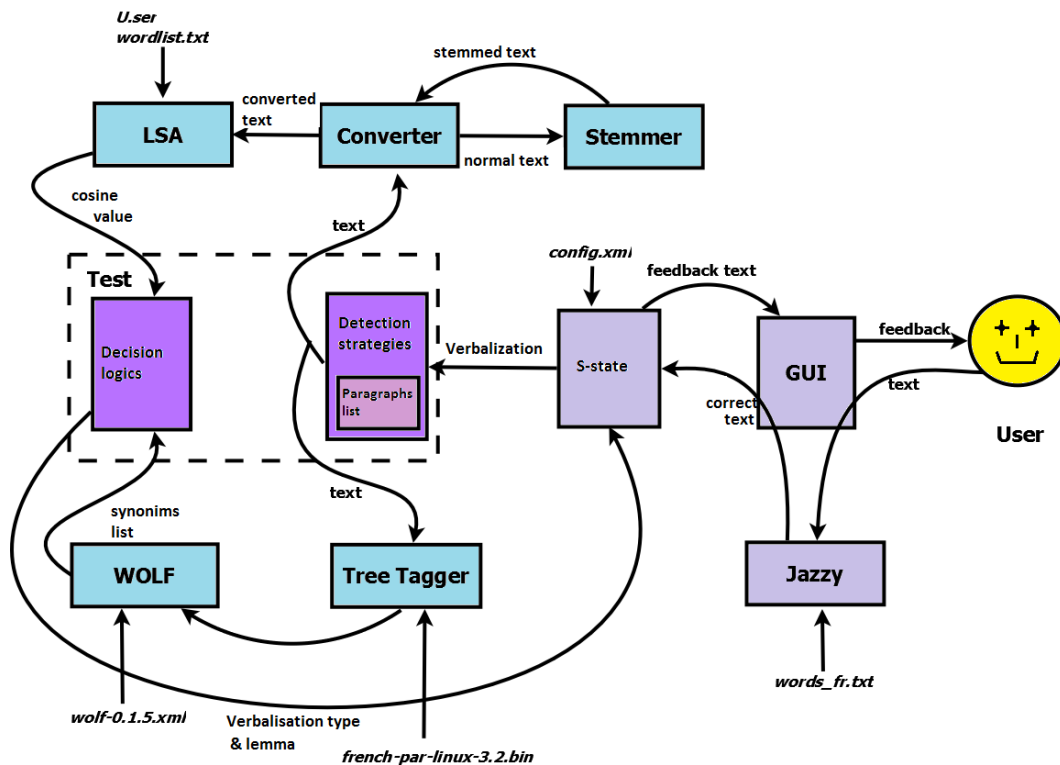 U.ser
wordlist.txt
stemmed text
converted
text
LSA
Converter
Stemmer
normal text
cosine
value
text
Test
config.xml
feedback text
Detection
strategies
Decision
logics
Verbalization
S-state
GUI
feedback
Paragraphs
list
correct
text
text
User
text
synonims
list
WOLF
Tree Tagger
Jazzy
words_fr.txt
wolf-0.1.5.xml
Verbalisation type
& lemma
french-par-linux-3.2.bin